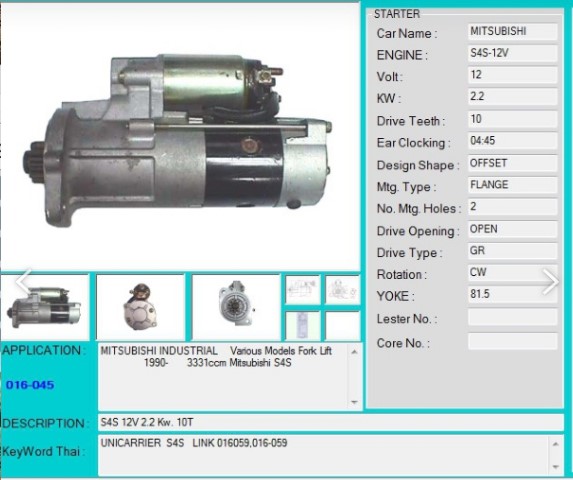 STARTER
Car Name : MITSUBISHI
ENGINE : S4S-12V
Volt : 12
KW : 2.2
Drive Teeth : 10
Ear Clocking : 04:45
Design Shape : OFFSET
Mtg. Type : FLANGE
No. Mtg. Holes : 2
Drive Opening : OPEN
Drive Type : GR
Rotation : CW
YOKE : 81.5
Lester No. :
Core No. :
APPLICATION : MITSUBISHI INDUSTRIAL Various Models Fork Lift
1990- 3331ccm Mitsubishi S4S
016-045
DESCRIPTION : S4S 12V 2.2 Kw. 10T
KeyWord Thai : UNICARRIER S4S LINK 016059,016-059